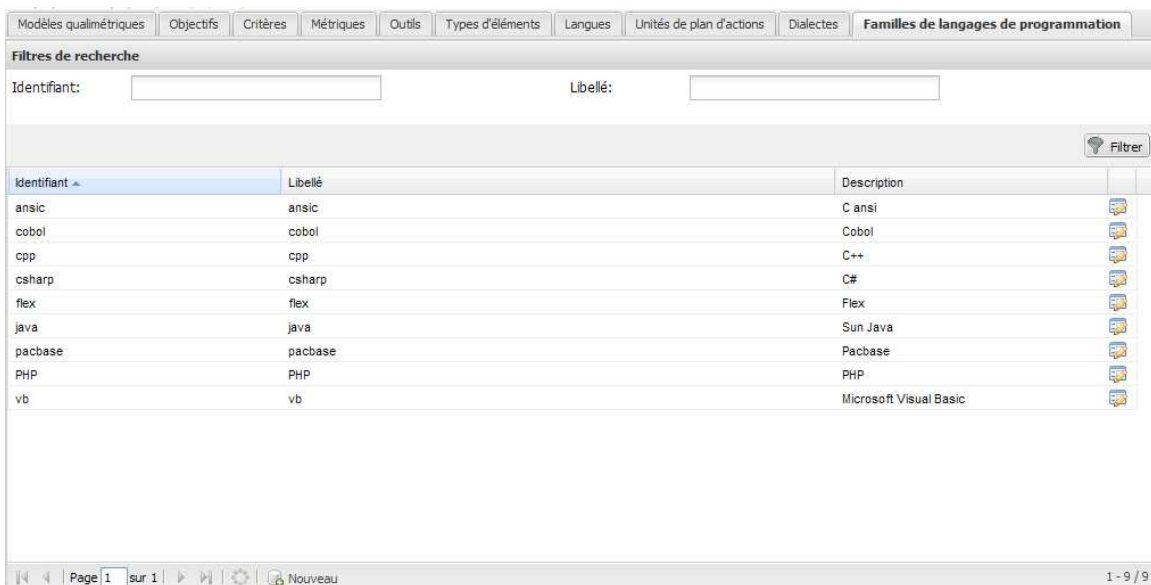 Modèles qualimétriques Objectifs Critères Métriques Outils Types d'éléments Langues Unités de plan d'actions Dialectes Familles de langages de programmation
Filtres de recherche
Identifiant: Libellé:
Filtrer
Identifiant Libellé Description
ansic ansic C ansi
cobol cobol Cobol
cpp cpp C++
csharp csharp C#
flex flex Flex
java java Sun Java
pacbase pacbase Pacbase
PHP PHP PHP
vb vb Microsoft Visual Basic
Page 1 sur 1 Nouveau 1 - 9 / 9